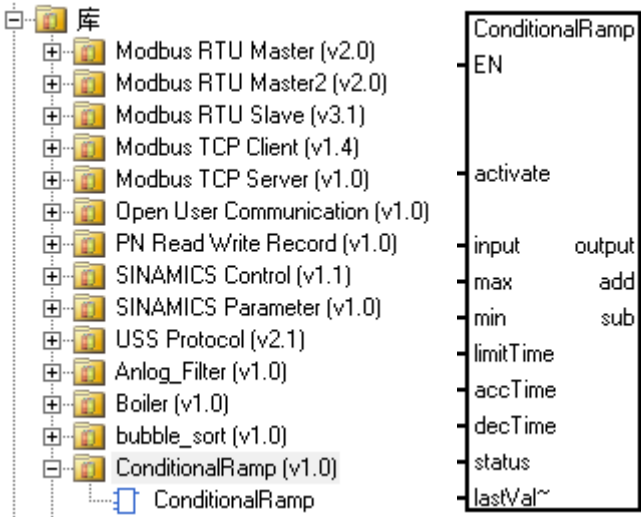 库
Modbus RTU Master (v2.0)
Modbus RTU Master2 (v2.0)
Modbus RTU Slave (v3.1)
Modbus TCP Client (v1.4)
Modbus TCP Server (v1.0)
Open User Communication (v1.0)
PN Read Write Record (v1.0)
SINAMICS Control (v1.1)
SINAMICS Parameter (v1.0)
USS Protocol (v2.1)
Anlog_Filter (v1.0)
Boiler (v1.0)
bubble_sort (v1.0)
ConditionalRamp (v1.0)
ConditionalRamp
ConditionalRamp
EN
activate
input output
max add
min sub
limitTime
accTime
decTime
status
lastVal~